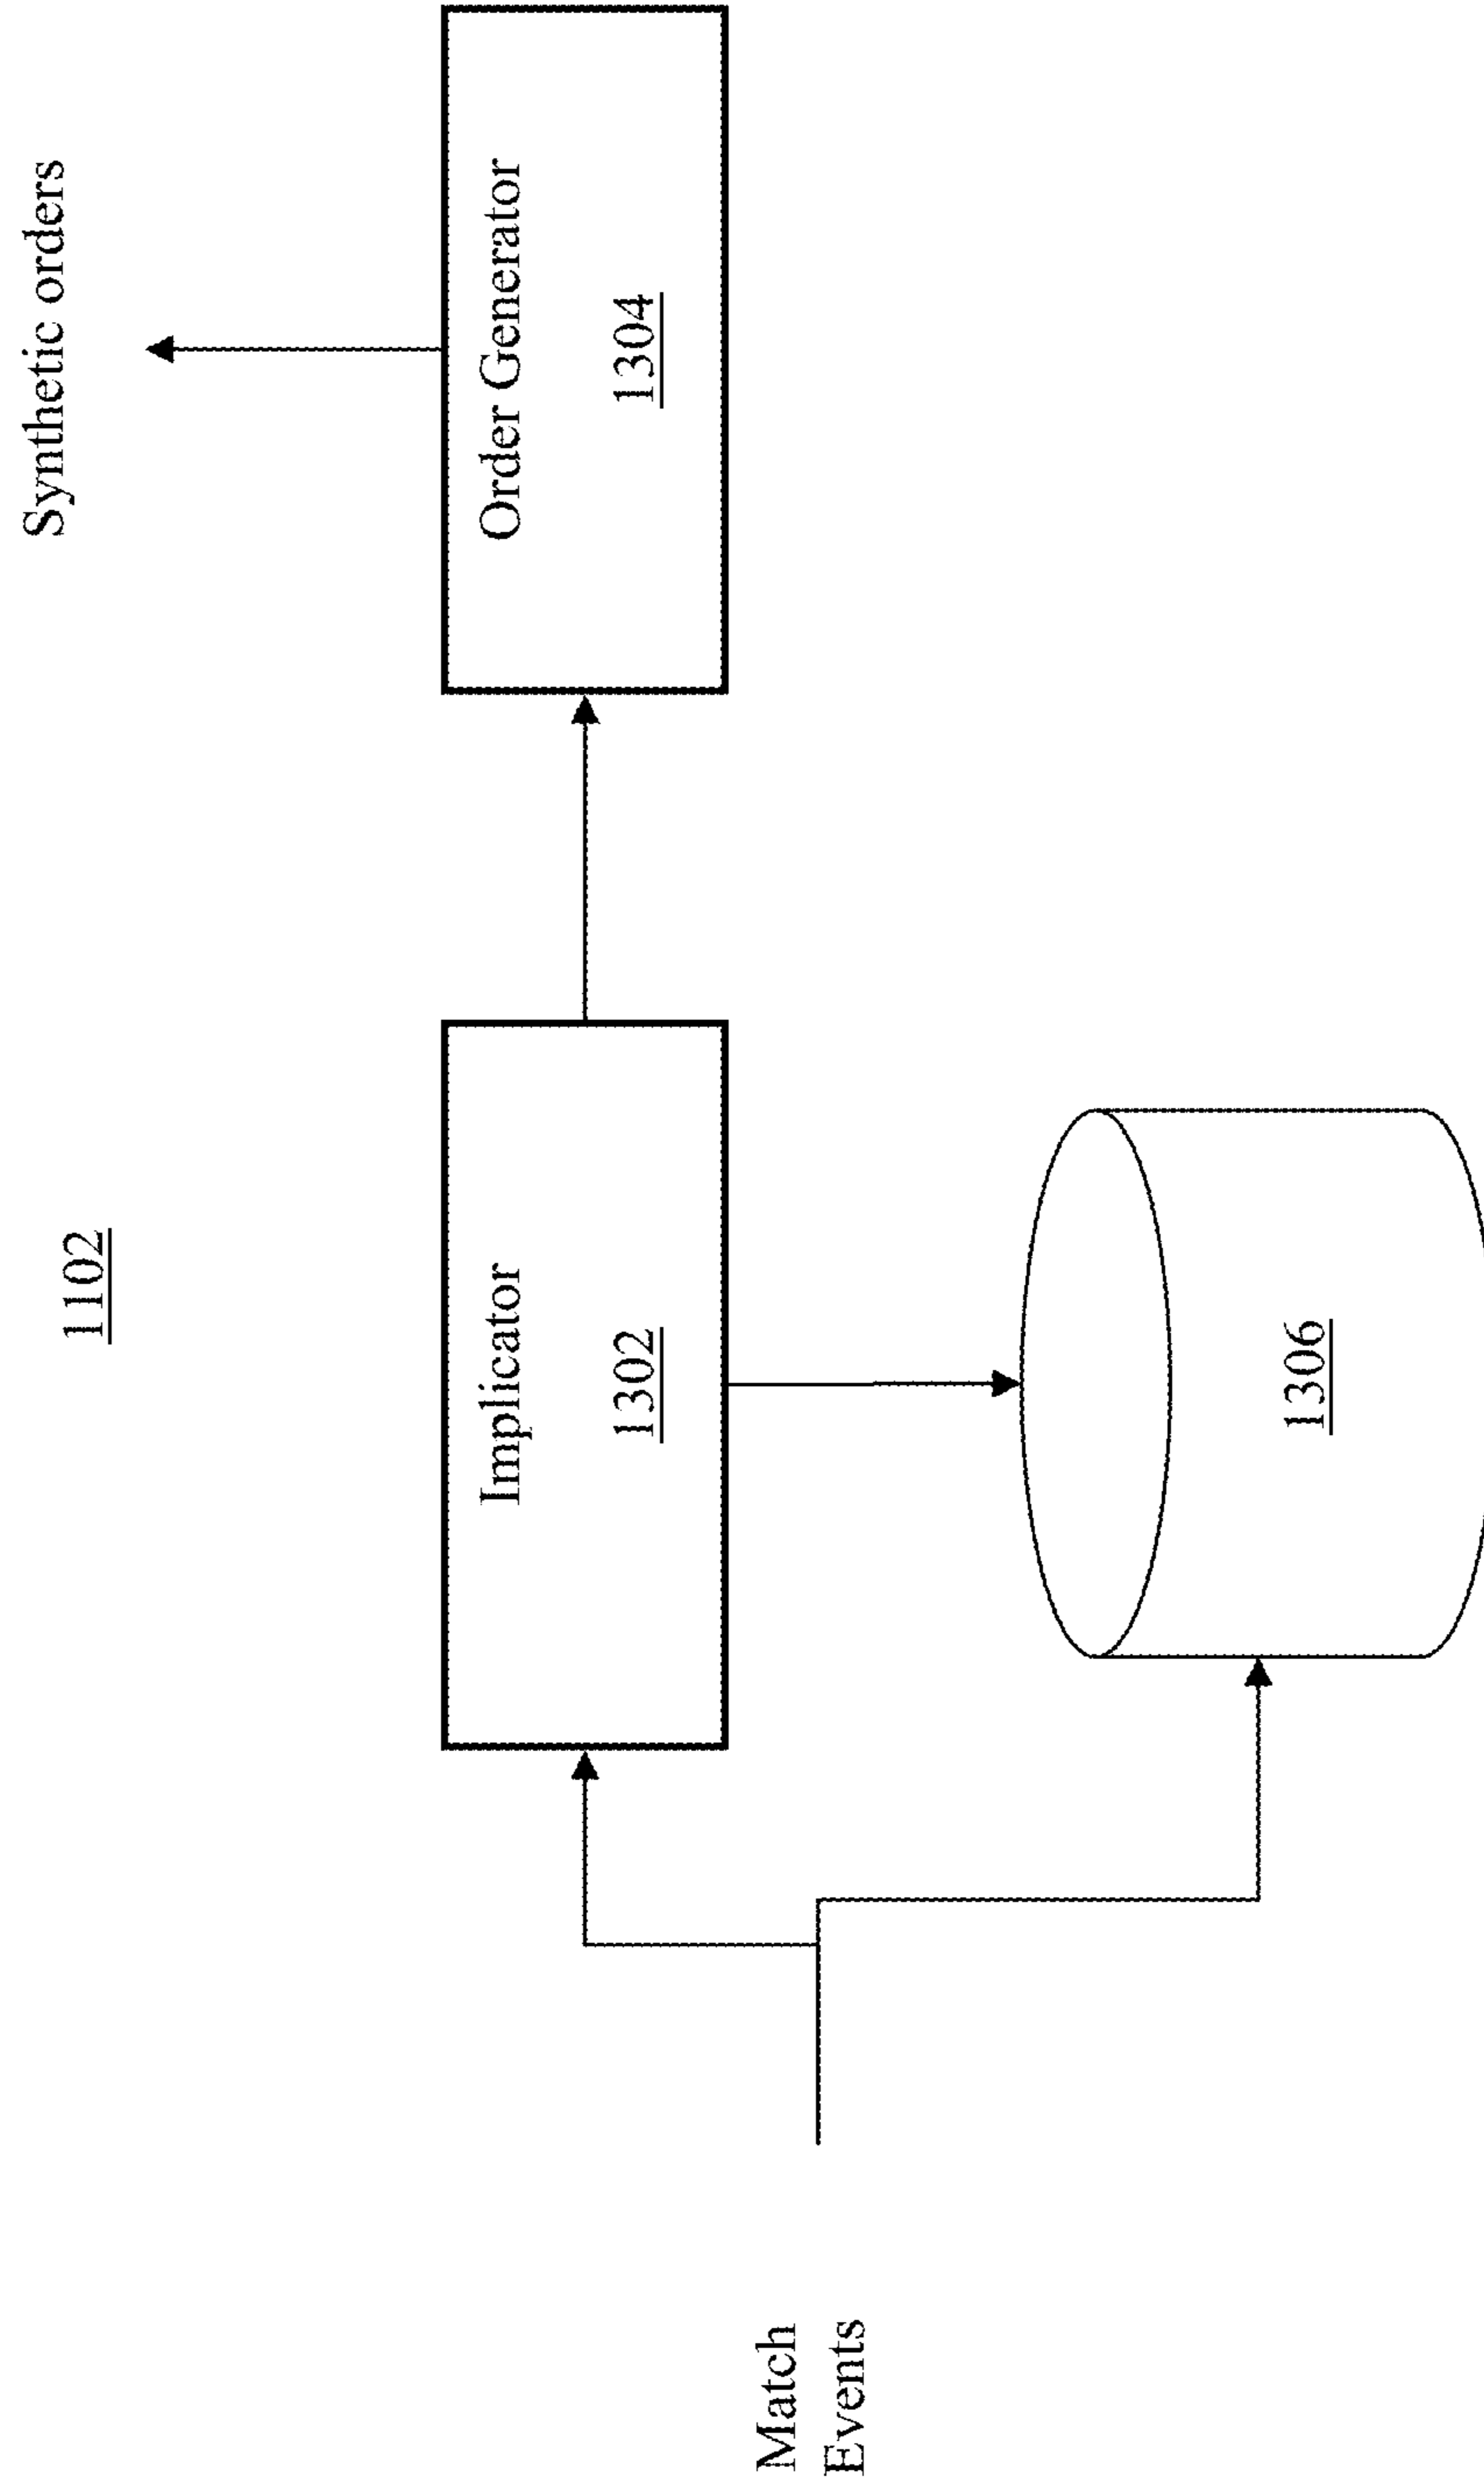 1102
Synthetic orders
Implicator
1302
Order Generator
1304
Match
Events
1306